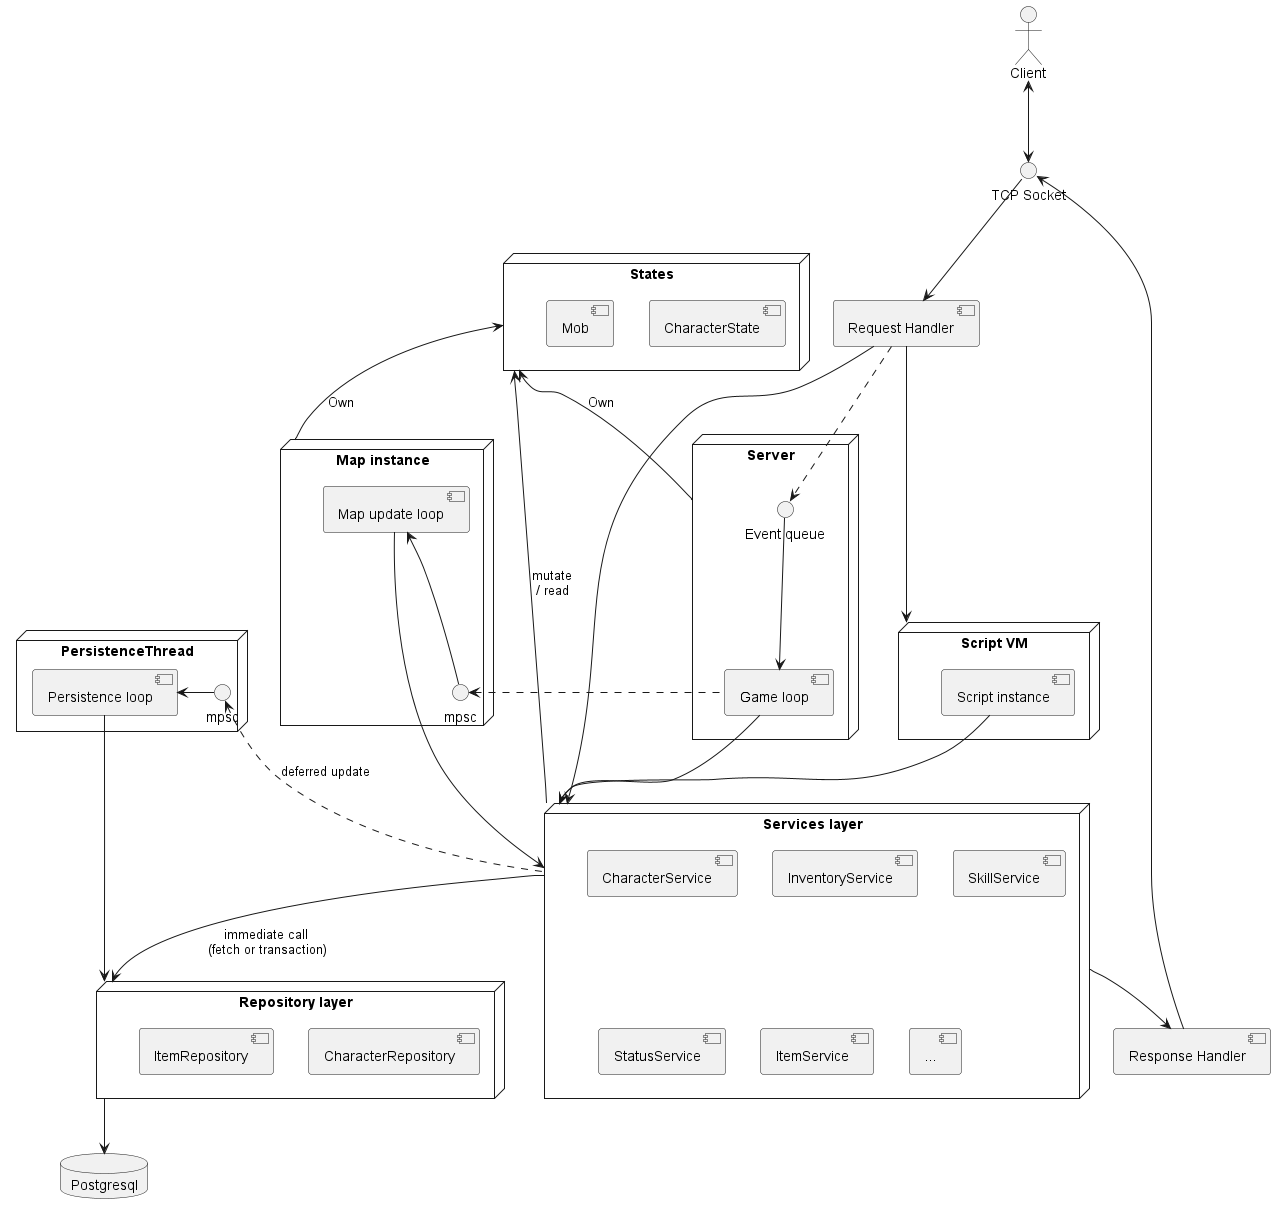 Client
TCP Socket
States
Mob
CharacterState
Request Handler
Own
Own
Map instance
Server
Map update loop
Event queue
mutate
/ read
PersistenceThread
Script VM
Persistence loop
mpsc
mpsc
Game loop
Script instance
deferred update
Services layer
CharacterService
InventoryService
SkillService
immediate call
(fetch or transaction)
Repository layer
ItemRepository
CharacterRepository
StatusService
ItemService
...
Response Handler
Postgresql